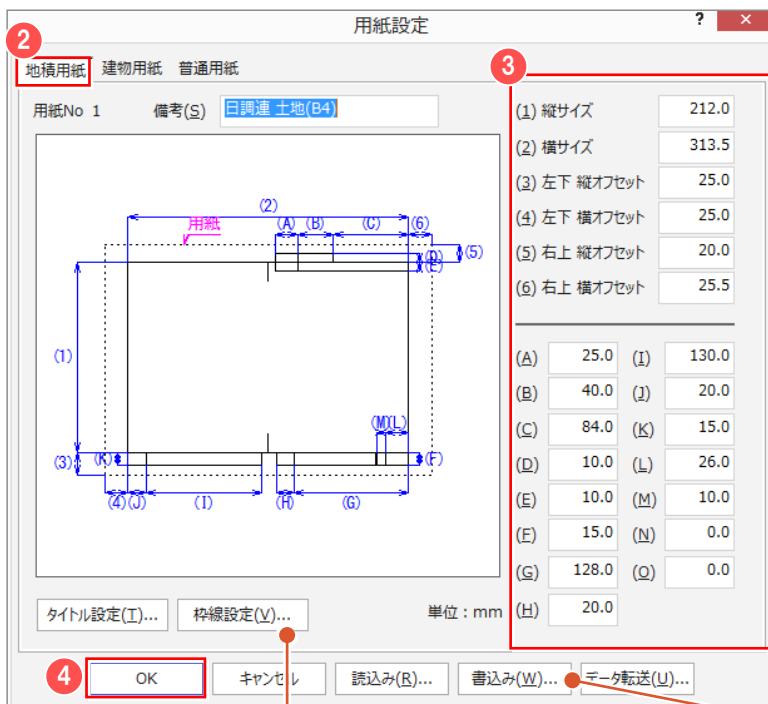 用紙設定
? ×
2
地積用紙 建物用紙 普通用紙
3
用紙No 1 備考(S) 日調連 土地(B4)
(1) 縦サイズ 212.0
(2) 横サイズ 313.5
(3) 左下 縦オフセット 25.0
(4) 左下 横オフセット 25.0
(5) 右上 縦オフセット 20.0
(6) 右上 横オフセット 25.5
(2)
用紙 (A) (B) (C) (6)
(D) (5)
(E)
(1)
(M)(L)
(3) (K) (F)
(4)(J) (I) (H) (G)
(A) 25.0 (I) 130.0
(B) 40.0 (J) 20.0
(C) 84.0 (K) 15.0
(D) 10.0 (L) 26.0
(E) 10.0 (M) 10.0
(F) 15.0 (N) 0.0
(G) 128.0 (O) 0.0
(H) 20.0
タイトル設定(T)... 枠線設定(V)... 単位：mm
4
OK キャンセル 読込み(R)... 書込み(W)... データ転送(U)...